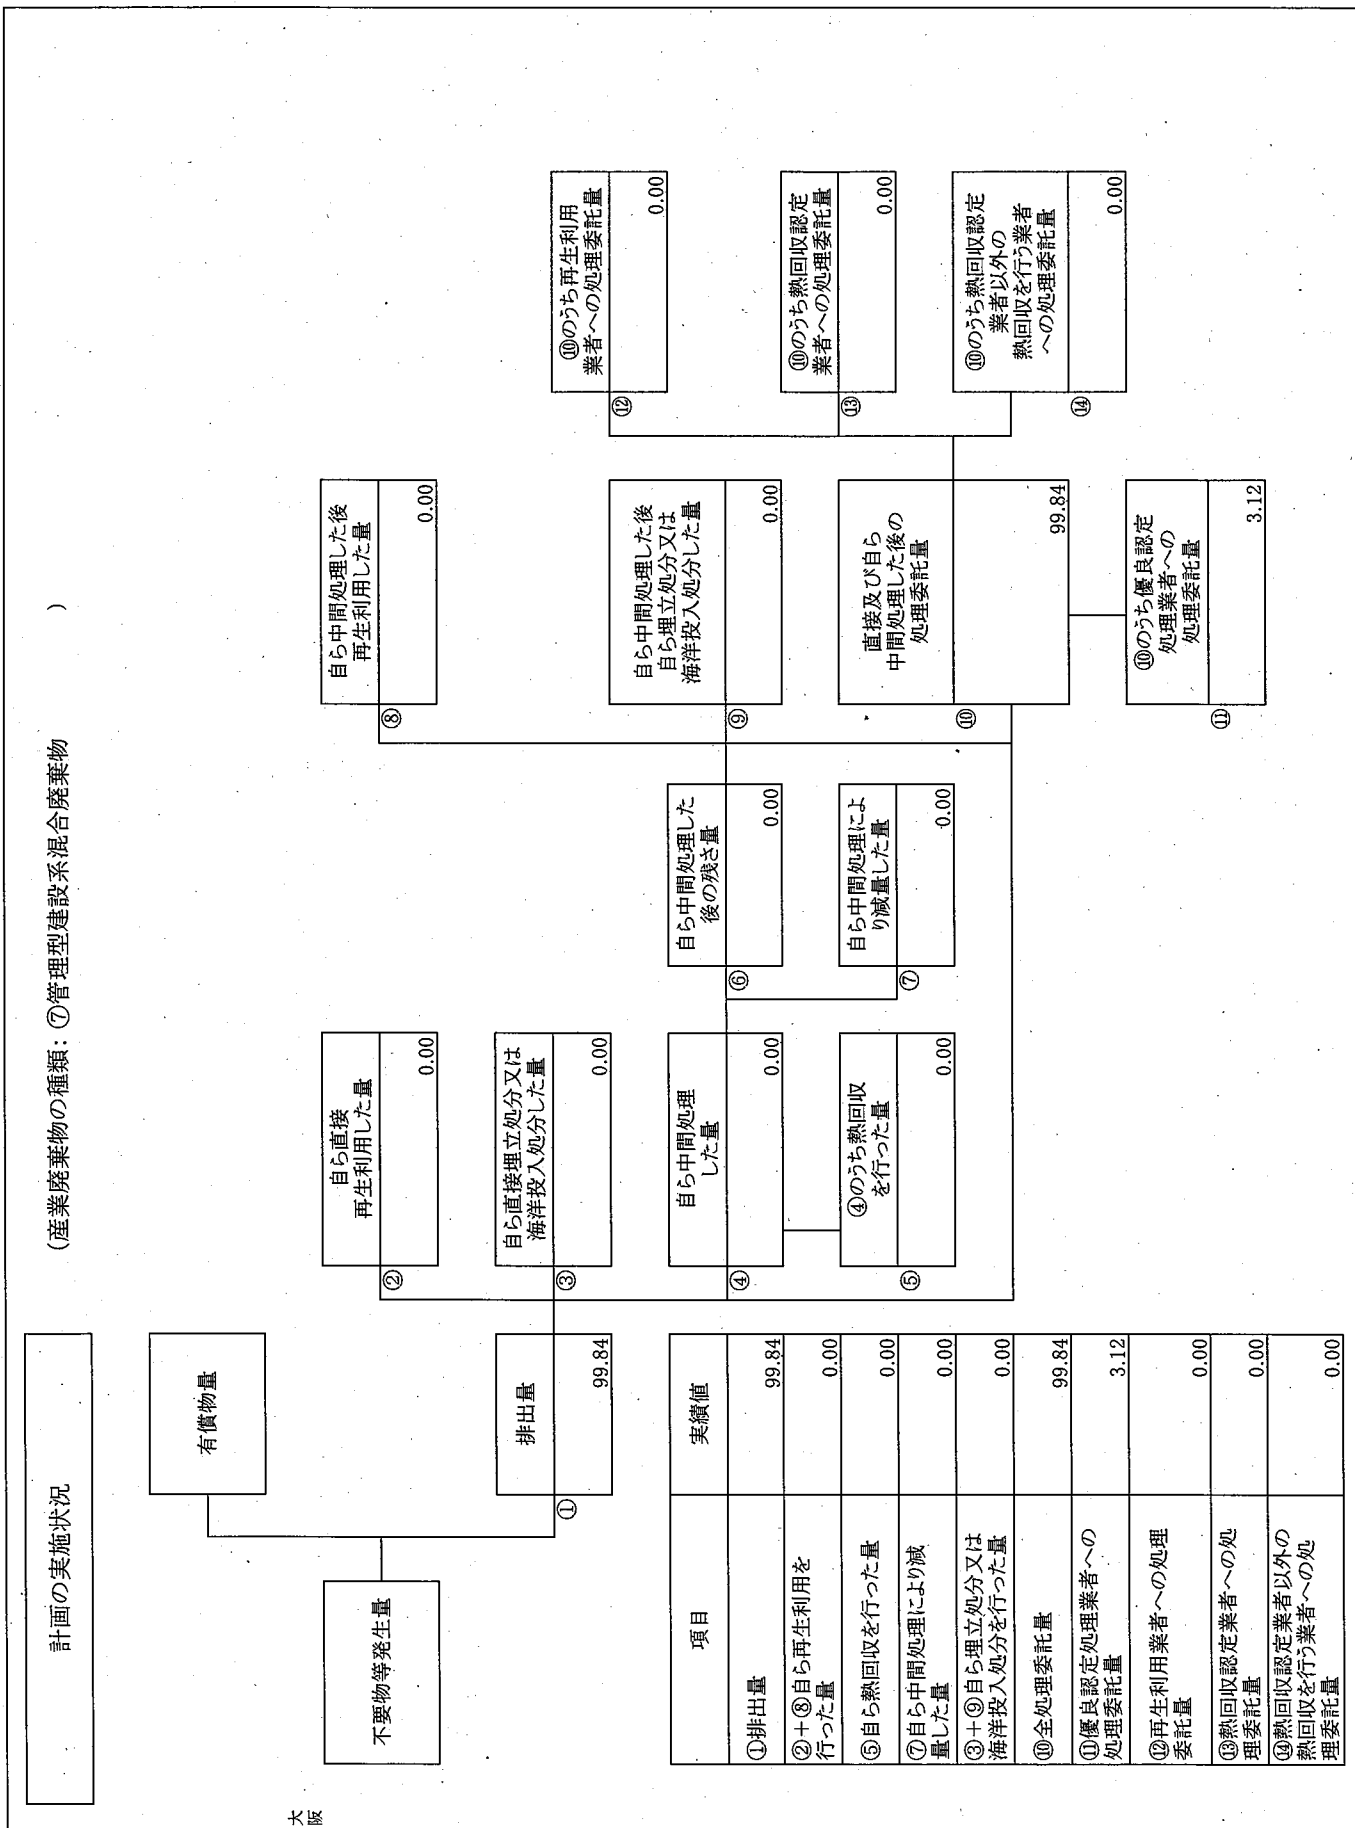 計画の実施状況
(産業廃棄物の種類：⑦管理型建設系混合廃棄物　　　)
大阪
不要物等発生量
有償物量
①
排出量
99.84
②
自ら直接
再生利用した量
0.00
③
自ら直接埋立処分又は
海洋投入処分した量
0.00
④
自ら中間処理
した量
0.00
⑤
④のうち熱回収
を行った量
0.00
⑥
自ら中間処理した
後の残さ量
0.00
⑦
自ら中間処理によ
り減量した量
0.00
⑧
自ら中間処理した後
再生利用した量
0.00
⑨
自ら中間処理した後
自ら埋立処分又は
海洋投入処分した量
0.00
⑩
直接及び自ら
中間処理した後の
処理委託量
99.84
⑪
⑩のうち優良認定
処理業者への
処理委託量
3.12
⑫
⑩のうち再生利用
業者への処理委託量
0.00
⑬
⑩のうち熱回収認定
業者への処理委託量
0.00
⑭
⑩のうち熱回収認定
業者以外の
熱回収を行う業者
への処理委託量
0.00
項目 実績値
①排出量 99.84
②＋⑧自ら再生利用を
行った量 0.00
⑤自ら熱回収を行った量 0.00
⑦自ら中間処理により減
量した量 0.00
③＋⑨自ら埋立処分又は
海洋投入処分を行った量 0.00
⑩全処理委託量 99.84
⑪優良認定処理業者への
処理委託量 3.12
⑫再生利用業者への処理
委託量 0.00
⑬熱回収認定業者への処
理委託量 0.00
⑭熱回収認定業者以外の
熱回収を行う業者への処
理委託量 0.00